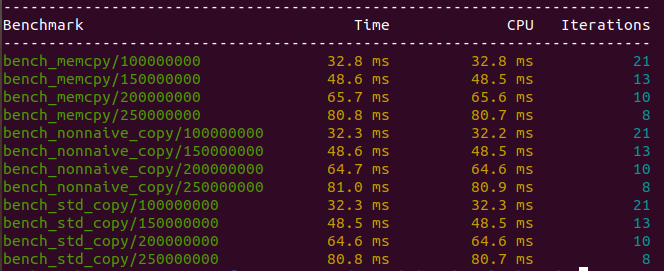 --------------------------------------------------------------------------
Benchmark                                Time             CPU   Iterations
--------------------------------------------------------------------------
bench_memcpy/100000000              32.8 ms         32.8 ms           21
bench_memcpy/150000000              48.6 ms         48.5 ms           13
bench_memcpy/200000000              65.7 ms         65.6 ms           10
bench_memcpy/250000000              80.8 ms         80.7 ms            8
bench_nonnaive_copy/100000000       32.3 ms         32.2 ms           21
bench_nonnaive_copy/150000000       48.6 ms         48.5 ms           13
bench_nonnaive_copy/200000000       64.7 ms         64.6 ms           10
bench_nonnaive_copy/250000000       81.0 ms         80.9 ms            8
bench_std_copy/100000000            32.3 ms         32.3 ms           21
bench_std_copy/150000000            48.5 ms         48.5 ms           13
bench_std_copy/200000000            64.6 ms         64.6 ms           10
bench_std_copy/250000000            80.8 ms         80.7 ms            8